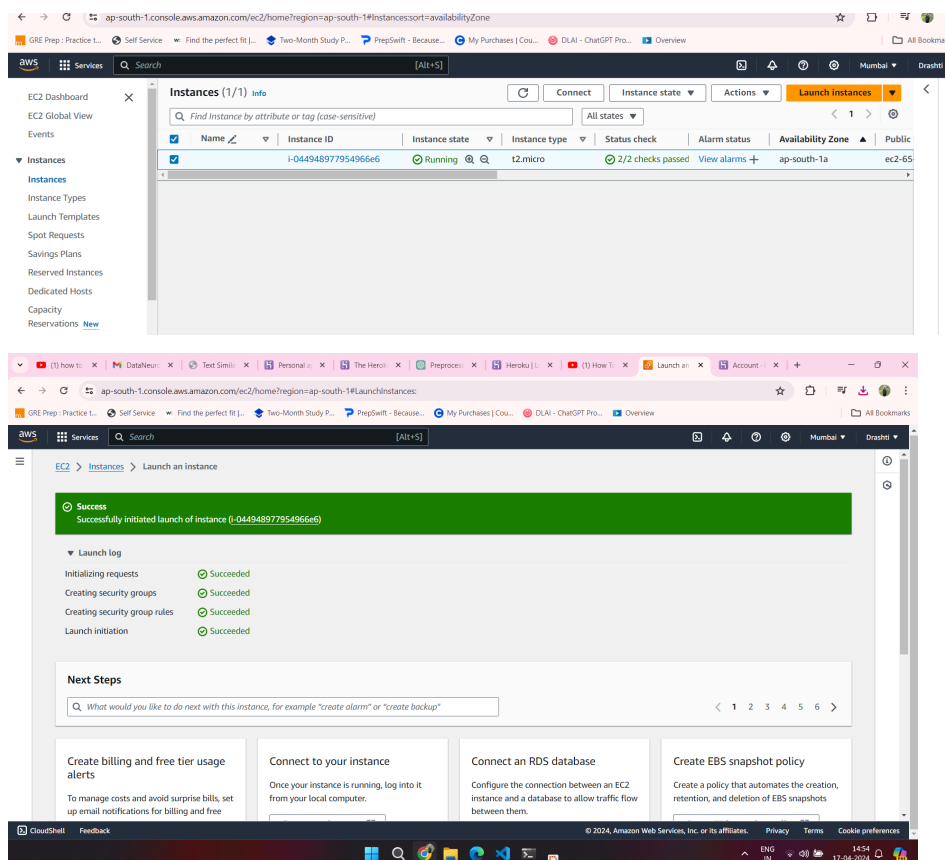 ap-south-1.console.aws.amazon.com/ec2/home?region=ap-south-1#Instances:sort=availabilityZone
GRE Prep : Practice t... Self Service Find the perfect fit |... Two-Month Study P... PrepSwift - Because... My Purchases | Cou... DLAI - ChatGPT Pro... Overview All Bookma
aws Services Search [Alt+S] Mumbai Drashti
EC2 Dashboard
EC2 Global View
Events
Instances
Instances
Instance Types
Launch Templates
Spot Requests
Savings Plans
Reserved Instances
Dedicated Hosts
Capacity
Reservations New
Instances (1/1) Info Connect Instance state Actions Launch instances
Find Instance by attribute or tag (case-sensitive) All states 1
Name Instance ID Instance state Instance type Status check Alarm status Availability Zone Public
i-044948977954966e6 Running t2.micro 2/2 checks passed View alarms + ap-south-1a ec2-65
(1) how to DataNeuro Text Simila Personal ap The Herok Preproces Heroku | L (1) How To Launch an Account -
ap-south-1.console.aws.amazon.com/ec2/home?region=ap-south-1#LaunchInstances:
GRE Prep : Practice t... Self Service Find the perfect fit |... Two-Month Study P... PrepSwift - Because... My Purchases | Cou... DLAI - ChatGPT Pro... Overview All Bookmarks
aws Services Search [Alt+S] Mumbai Drashti
EC2 > Instances > Launch an instance
Success
Successfully initiated launch of instance (i-044948977954966e6)
Launch log
Initializing requests Succeeded
Creating security groups Succeeded
Creating security group rules Succeeded
Launch initiation Succeeded
Next Steps
What would you like to do next with this instance, for example "create alarm" or "create backup" 1 2 3 4 5 6
Create billing and free tier usage
alerts
To manage costs and avoid surprise bills, set
up email notifications for billing and free
Connect to your instance
Once your instance is running, log into it
from your local computer.
Connect an RDS database
Configure the connection between an EC2
instance and a database to allow traffic flow
between them.
Create EBS snapshot policy
Create a policy that automates the creation,
retention, and deletion of EBS snapshots
CloudShell Feedback © 2024, Amazon Web Services, Inc. or its affiliates. Privacy Terms Cookie preferences
ENG
IN
14:54
17-04-2024